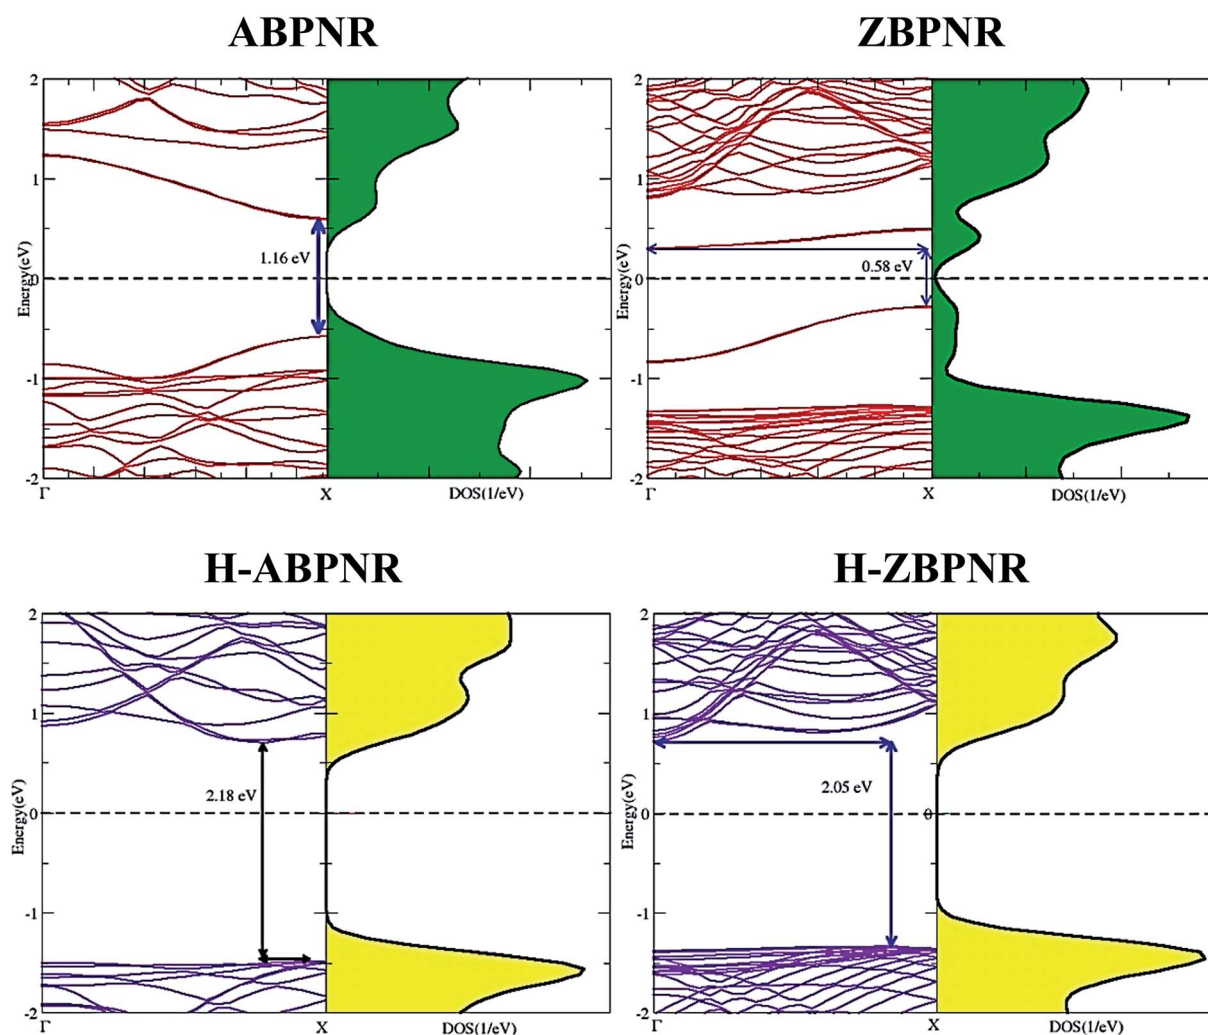 ABPNR
ZBPNR
2
1
0
-1
-2
Energy(eV)
1.16 eV
Γ
X
DOS(1/eV)
2
1
0
-1
-2
Energy(eV)
0.58 eV
Γ
X
DOS(1/eV)
H-ABPNR
H-ZBPNR
2
1
0
-1
-2
Energy(eV)
2.18 eV
Γ
X
DOS(1/eV)
2
1
0
-1
-2
Energy(eV)
2.05 eV
0
Γ
X
DOS(1/eV)